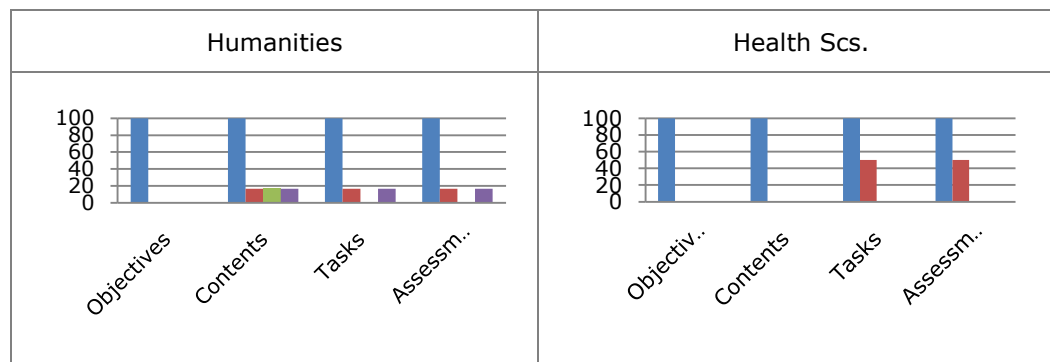 Humanities
Health Scs.
100
80
60
40
20
0
Objectives
Contents
Tasks
Assessm..
100
80
60
40
20
0
Objectiv..
Contents
Tasks
Assessm..